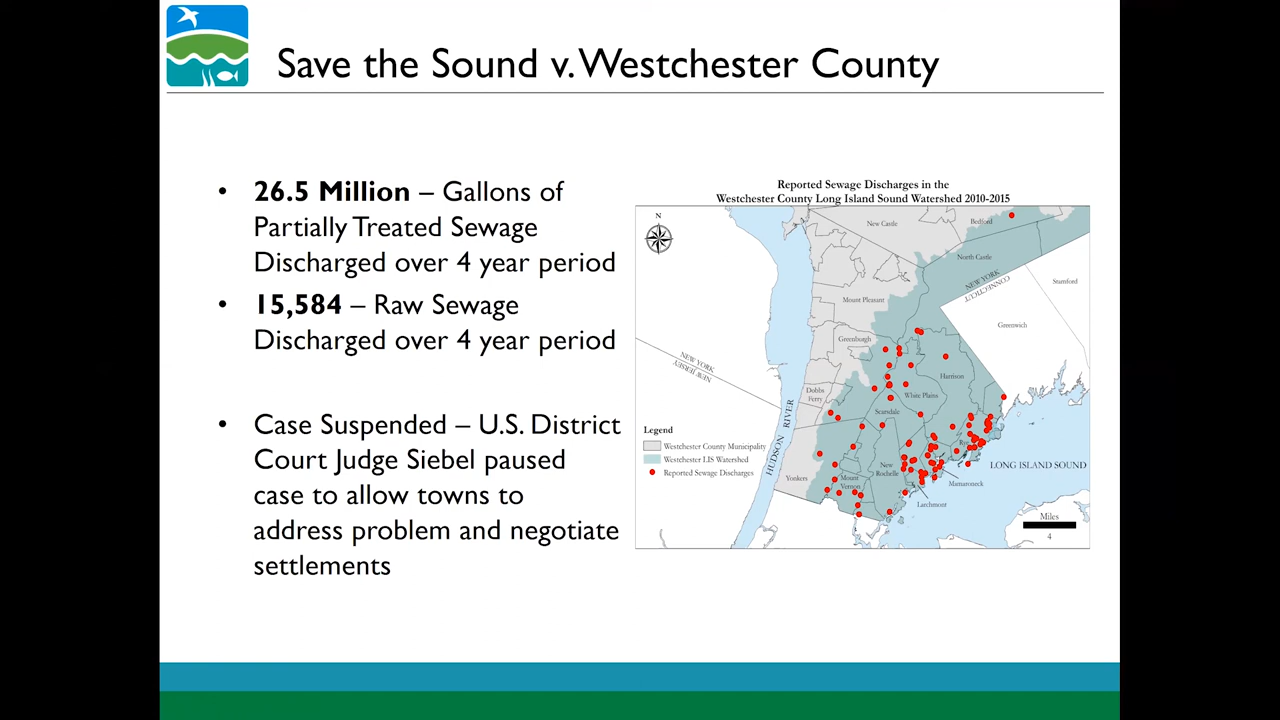 Save the Sound v. Westchester County
• 26.5 Million – Gallons of
Partially Treated Sewage
Discharged over 4 year period
• 15,584 – Raw Sewage
Discharged over 4 year period
• Case Suspended – U.S. District
Court Judge Siebel paused
case to allow towns to
address problem and negotiate
settlements
Reported Sewage Discharges in the
Westchester County Long Island Sound Watershed 2010-2015
N
New Castle
Bedford
North Castle
NEW YORK
CONNECTICUT
Stamford
Mount Pleasant
Greenwich
Greenburgh
NEW YORK
NEW JERSEY
Harrison
Dobbs
Ferry
White Plains
Scarsdale
HUDSON RIVER
Legend
Westchester County Municipality
Westchester LIS Watershed
Reported Sewage Discharges
LONG ISLAND SOUND
New
Rochelle
Yonkers
Mount
Vernon
Mamaroneck
Larchmont
Miles
4